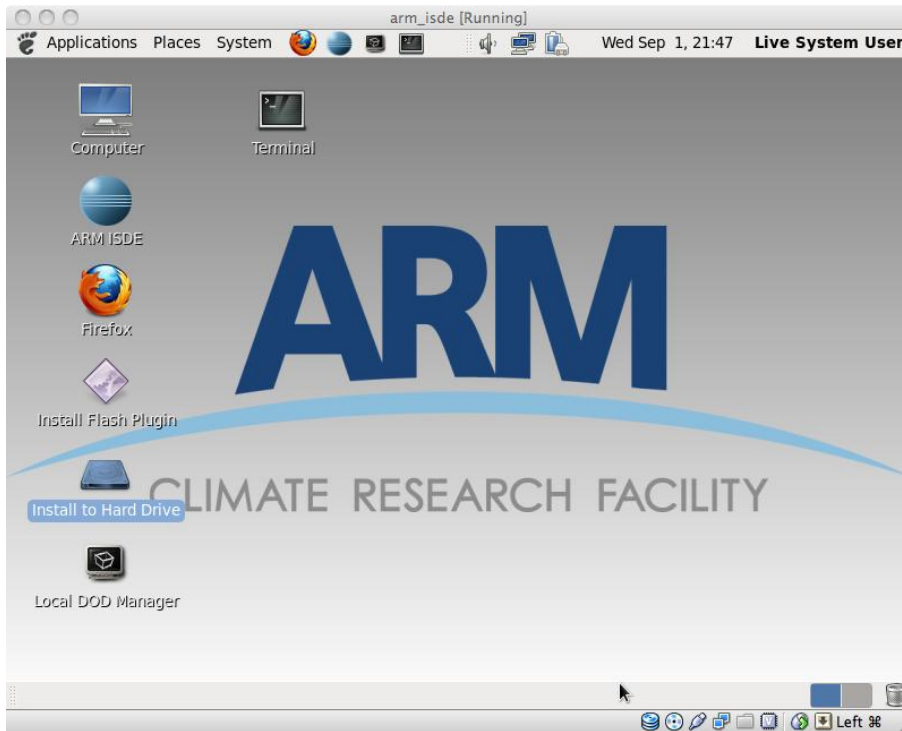 arm_isde [Running]
Applications Places System Wed Sep 1, 21:47 Live System User
Computer
Terminal
ARM ISDE
Firefox
Install Flash Plugin
Install to Hard Drive
Local DOD Manager
ARM
CLIMATE RESEARCH FACILITY
Left ⌘